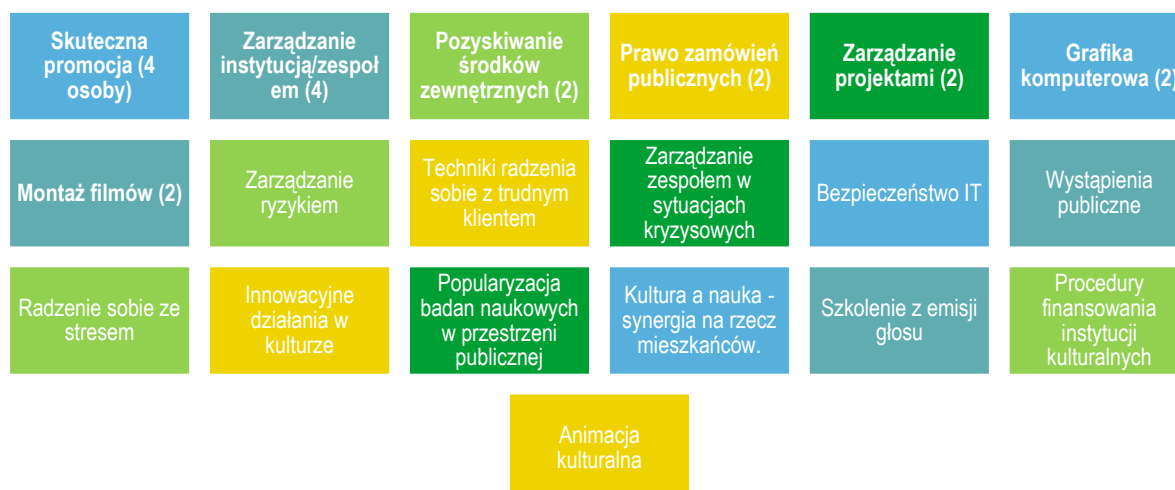 Skuteczna
promocja (4
osoby)
Zarządzanie
instytucją/zespoł
em (4)
Pozyskiwanie
środków
zewnętrznych (2)
Prawo zamówień
publicznych (2)
Zarządzanie
projektami (2)
Grafika
komputerowa (2)
Montaż filmów (2)
Zarządzanie
ryzykiem
Techniki radzenia
sobie z trudnym
klientem
Zarządzanie
zespołem w
sytuacjach
kryzysowych
Bezpieczeństwo IT
Wystąpienia
publiczne
Radzenie sobie ze
stresem
Innowacyjne
działania w
kulturze
Popularyzacja
badan naukowych
w przestrzeni
publicznej
Kultura a nauka -
synergia na rzecz
mieszkańców.
Szkolenie z emisji
głosu
Procedury
finansowania
instytucji
kulturalnych
Animacja
kulturalna